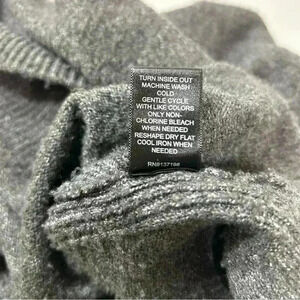 TURN INSIDE OUT
MACHINE WASH
COLD
GENTLE CYCLE
WITH LIKE COLORS
ONLY NON-
CHLORINE BLEACH
WHEN NEEDED
RESHAPE DRY FLAT
COOL IRON WHEN
NEEDED